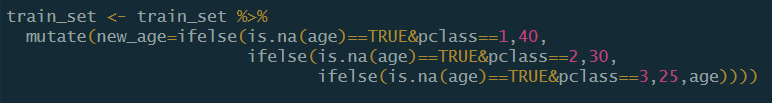 train_set <- train_set %>%
mutate(new_age=ifelse(is.na(age)==TRUE&pclass==1,40,
ifelse(is.na(age)==TRUE&pclass==2,30,
ifelse(is.na(age)==TRUE&pclass==3,25,age))))